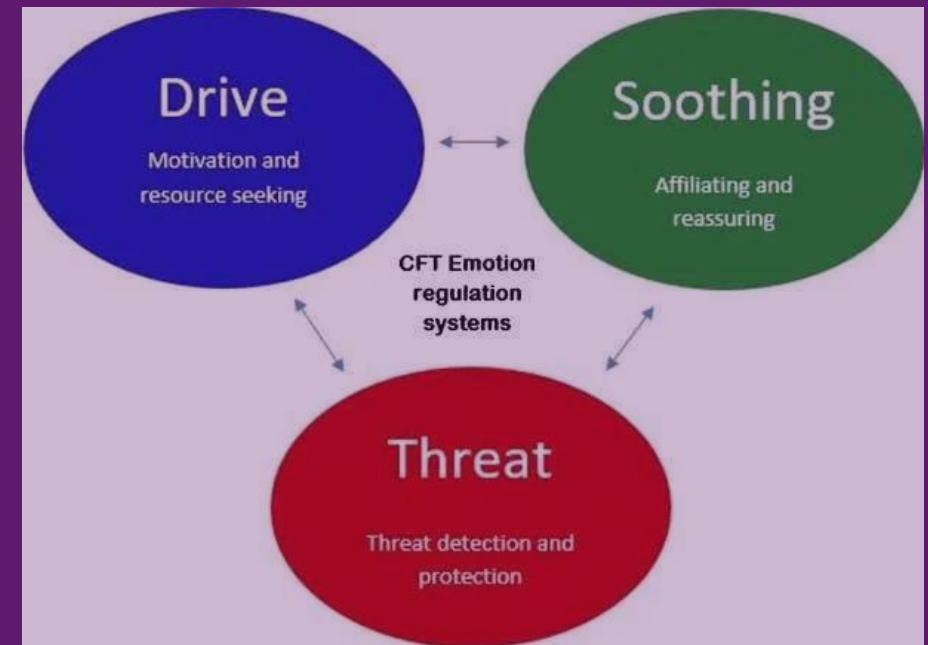 Drive
Motivation and
resource seeking
Soothing
Affiliating and
reassuring
CFT Emotion
regulation
systems
Threat
Threat detection and
protection